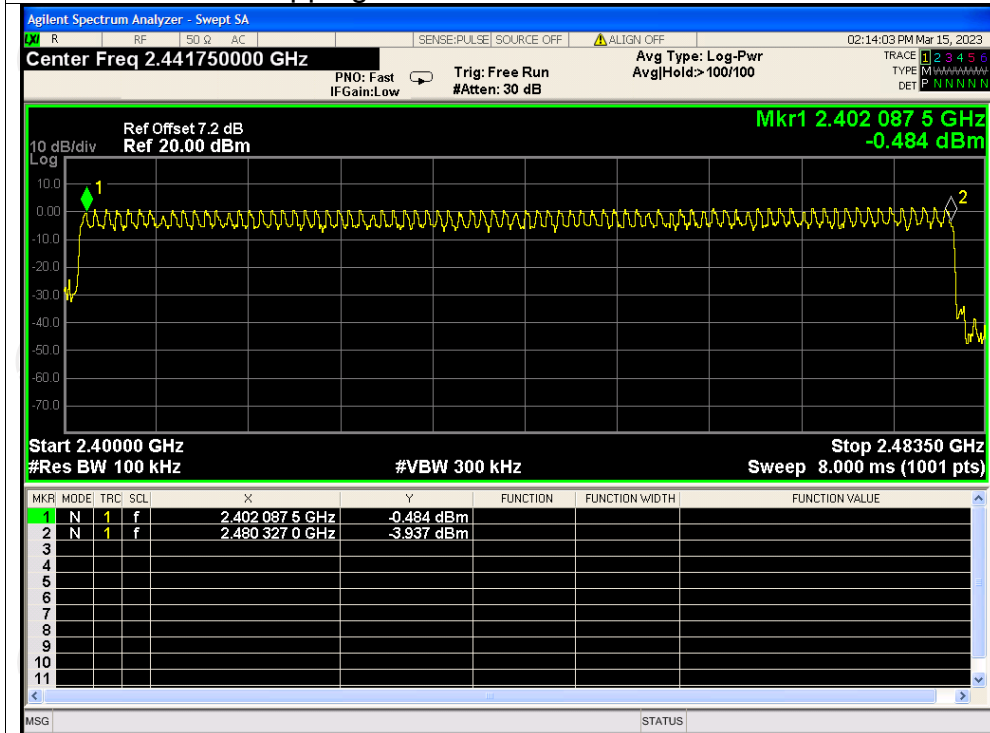 Agilent Spectrum Analyzer - Swept SA
LXI R RF 50 Ω AC SENSE:PULSE SOURCE OFF ALIGN OFF 02:14:03 PM Mar 15, 2023
Center Freq 2.441750000 GHz
PNO: Fast
IFGain:Low
Trig: Free Run
#Atten: 30 dB
Avg Type: Log-Pwr
Avg|Hold:>100/100
TRACE 1 2 3 4 5 6
TYPE M
DET P N N N N N
Mkr1 2.402 087 5 GHz
-0.484 dBm
Ref Offset 7.2 dB
10 dB/div Ref 20.00 dBm
Log
10.0
0.00
-10.0
-20.0
-30.0
-40.0
-50.0
-60.0
-70.0
1
2
Start 2.40000 GHz Stop 2.48350 GHz
#Res BW 100 kHz #VBW 300 kHz Sweep 8.000 ms (1001 pts)
MKR MODE TRC SCL X Y FUNCTION FUNCTION WIDTH FUNCTION VALUE
1 N 1 f 2.402 087 5 GHz -0.484 dBm
2 N 1 f 2.480 327 0 GHz -3.937 dBm
3
4
5
6
7
8
9
10
11
MSG STATUS